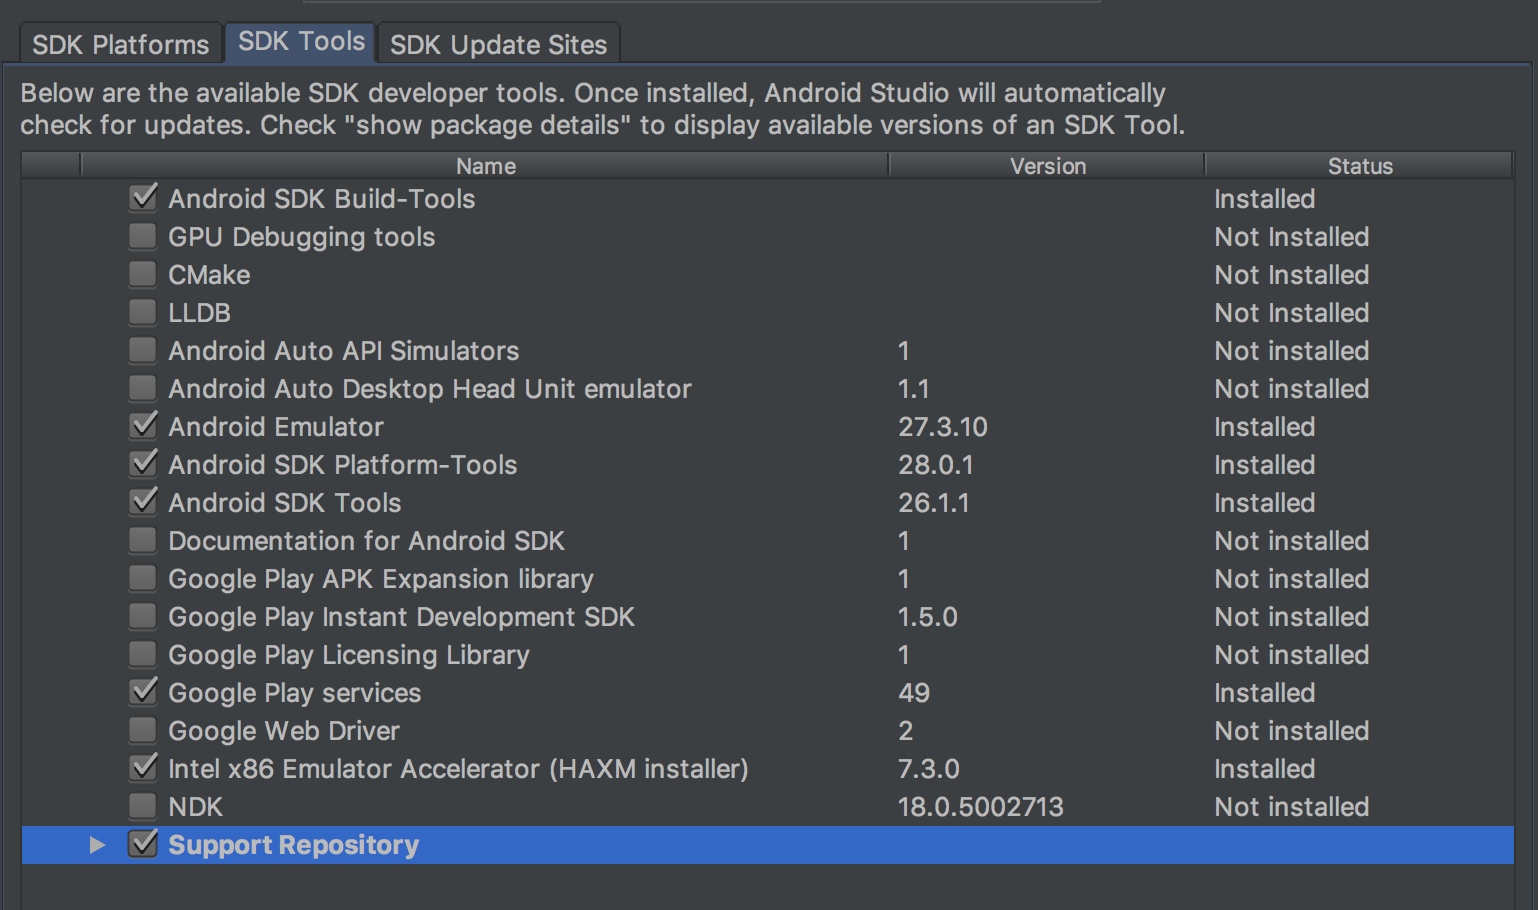 SDK Platforms SDK Tools SDK Update Sites
Below are the available SDK developer tools. Once installed, Android Studio will automatically
check for updates. Check "show package details" to display available versions of an SDK Tool.
Name Version Status
Android SDK Build-Tools Installed
GPU Debugging tools Not Installed
CMake Not Installed
LLDB Not Installed
Android Auto API Simulators 1 Not installed
Android Auto Desktop Head Unit emulator 1.1 Not installed
Android Emulator 27.3.10 Installed
Android SDK Platform-Tools 28.0.1 Installed
Android SDK Tools 26.1.1 Installed
Documentation for Android SDK 1 Not installed
Google Play APK Expansion library 1 Not installed
Google Play Instant Development SDK 1.5.0 Not installed
Google Play Licensing Library 1 Not installed
Google Play services 49 Installed
Google Web Driver 2 Not installed
Intel x86 Emulator Accelerator (HAXM installer) 7.3.0 Installed
NDK 18.0.5002713 Not installed
Support Repository